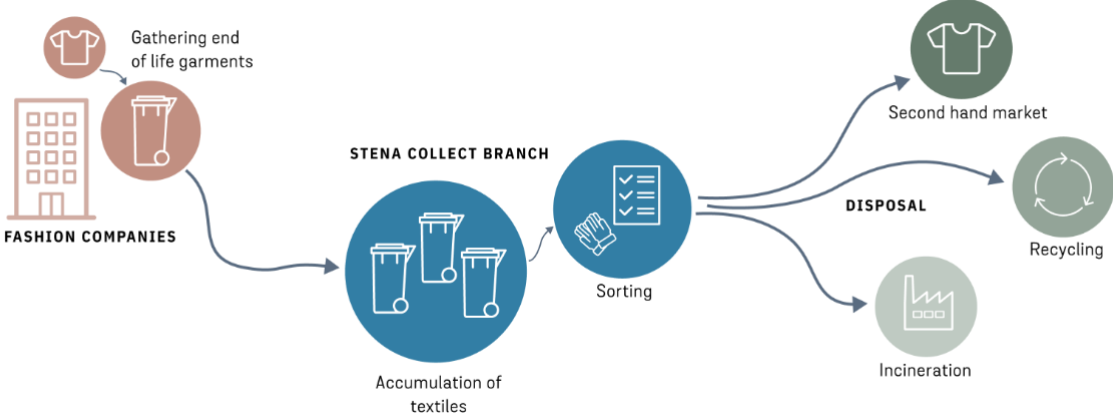 Gathering end
of life garments
FASHION COMPANIES
STENA COLLECT BRANCH
Accumulation of
textiles
Sorting
DISPOSAL
Second hand market
Recycling
Incineration